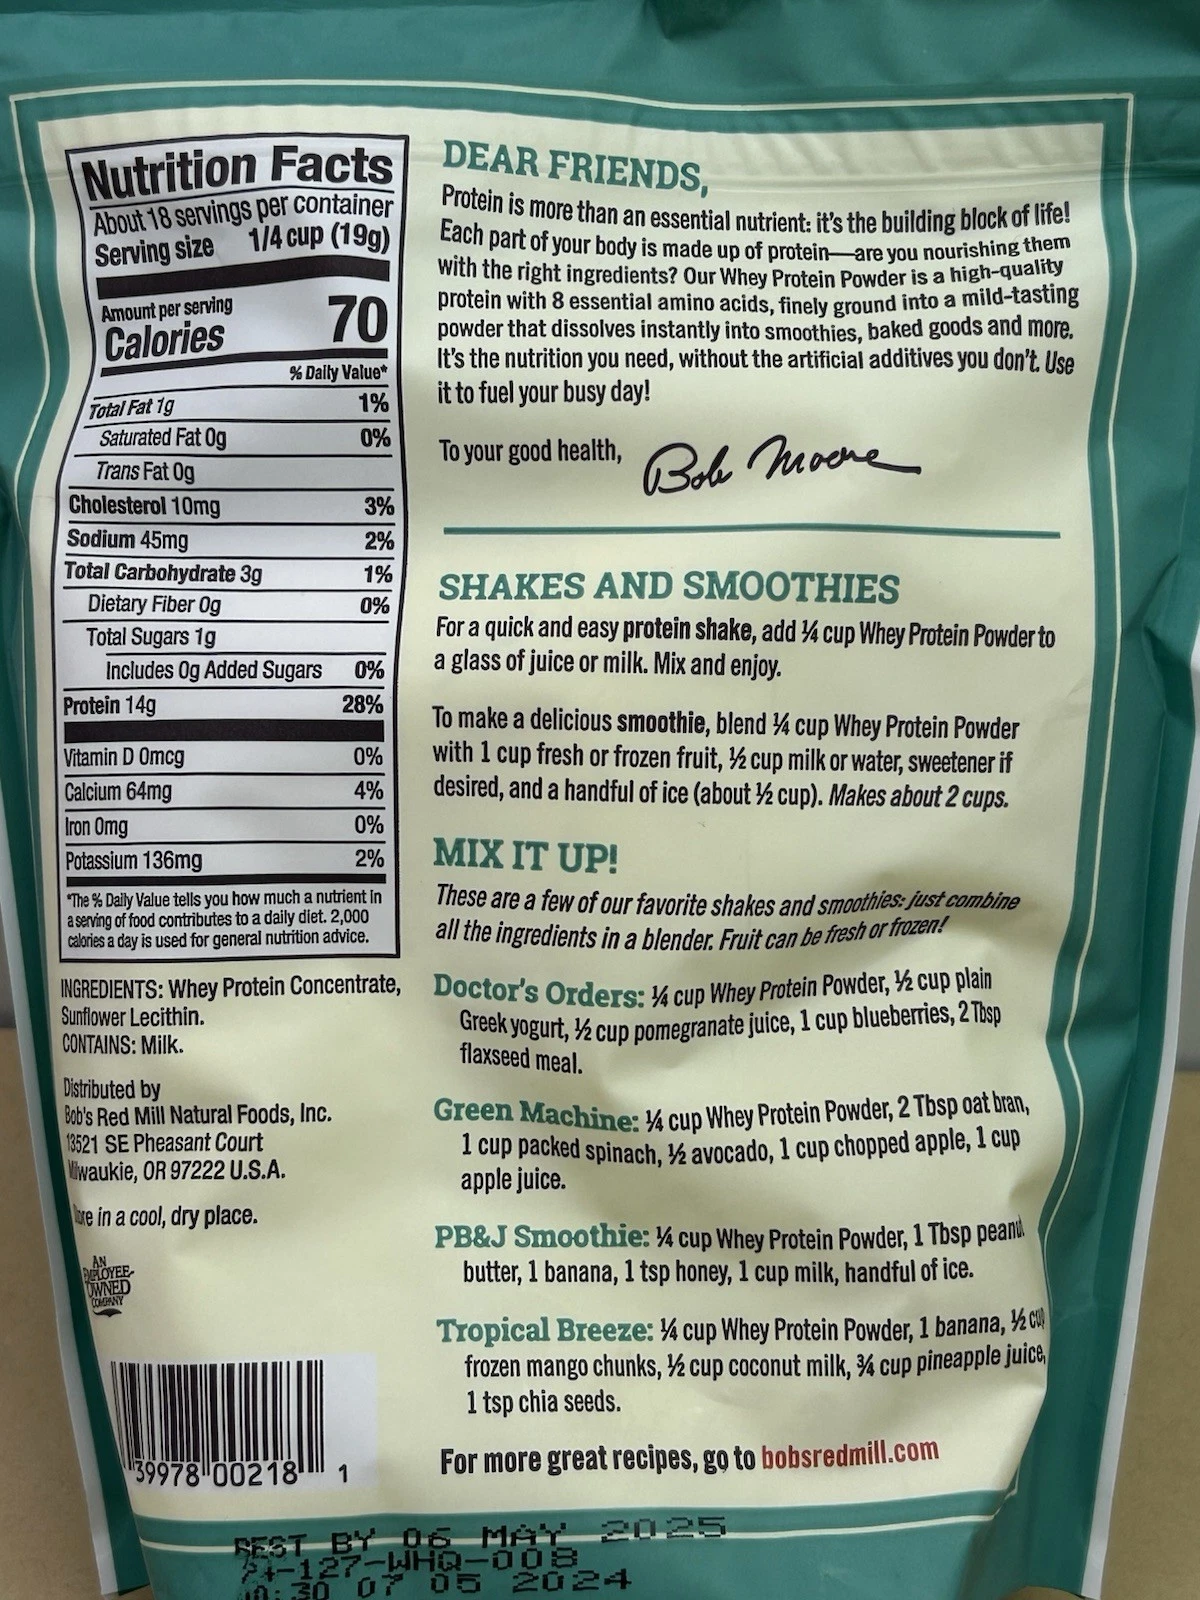 Nutrition Facts
About 18 servings per container
Serving size 1/4 cup (19g)
Amount per serving
Calories 70
% Daily Value*
Total Fat 1g 1%
Saturated Fat 0g 0%
Trans Fat 0g
Cholesterol 10mg 3%
Sodium 45mg 2%
Total Carbohydrate 3g 1%
Dietary Fiber 0g 0%
Total Sugars 1g
Includes 0g Added Sugars 0%
Protein 14g 28%
Vitamin D 0mcg 0%
Calcium 64mg 4%
Iron 0mg 0%
Potassium 136mg 2%
*The % Daily Value tells you how much a nutrient in
a serving of food contributes to a daily diet. 2,000
calories a day is used for general nutrition advice.
INGREDIENTS: Whey Protein Concentrate,
Sunflower Lecithin.
CONTAINS: Milk.
Distributed by
Bob's Red Mill Natural Foods, Inc.
13521 SE Pheasant Court
Milwaukie, OR 97222 U.S.A.
in a cool, dry place.
AN
EMPLOYEE-
OWNED
COMPANY
39978 00218 1
DEAR FRIENDS,
Protein is more than an essential nutrient: it's the building block of life!
Each part of your body is made up of protein—are you nourishing them
with the right ingredients? Our Whey Protein Powder is a high-quality
protein with 8 essential amino acids, finely ground into a mild-tasting
powder that dissolves instantly into smoothies, baked goods and more.
It's the nutrition you need, without the artificial additives you don't. Use
it to fuel your busy day!
To your good health, Bob Moore
SHAKES AND SMOOTHIES
For a quick and easy protein shake, add ¼ cup Whey Protein Powder to
a glass of juice or milk. Mix and enjoy.
To make a delicious smoothie, blend ¼ cup Whey Protein Powder
with 1 cup fresh or frozen fruit, ½ cup milk or water, sweetener if
desired, and a handful of ice (about ½ cup). Makes about 2 cups.
MIX IT UP!
These are a few of our favorite shakes and smoothies: just combine
all the ingredients in a blender. Fruit can be fresh or frozen!
Doctor's Orders: ¼ cup Whey Protein Powder, ½ cup plain
Greek yogurt, ½ cup pomegranate juice, 1 cup blueberries, 2 Tbsp
flaxseed meal.
Green Machine: ¼ cup Whey Protein Powder, 2 Tbsp oat bran,
1 cup packed spinach, ½ avocado, 1 cup chopped apple, 1 cup
apple juice.
PB&J Smoothie: ¼ cup Whey Protein Powder, 1 Tbsp peanut
butter, 1 banana, 1 tsp honey, 1 cup milk, handful of ice.
Tropical Breeze: ¼ cup Whey Protein Powder, 1 banana, ½ cup
frozen mango chunks, ½ cup coconut milk, ¾ cup pineapple juice,
1 tsp chia seeds.
For more great recipes, go to bobsredmill.com
BEST BY 06 MAY 2025
24-127-WHQ-008
:30 07 05 2024